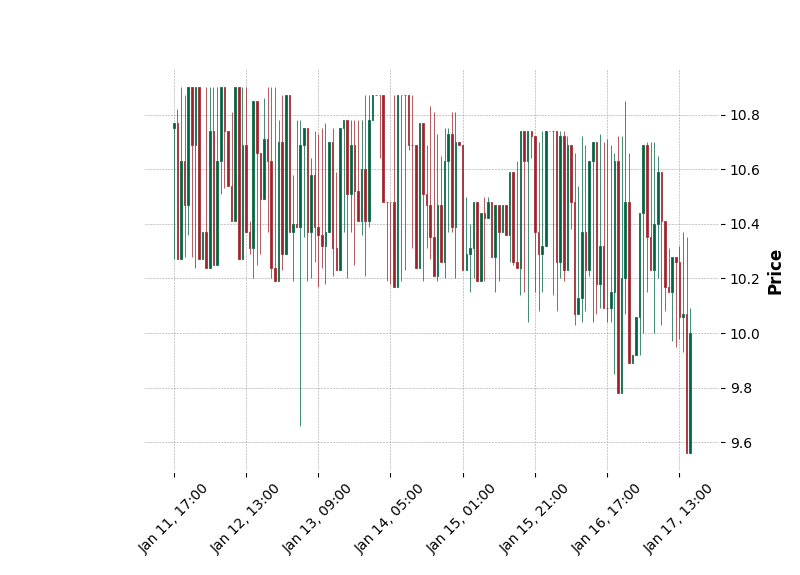 10.8
10.6
10.4
10.2
10.0
9.8
9.6
Price
Jan 11, 17:00
Jan 12, 13:00
Jan 13, 09:00
Jan 14, 05:00
Jan 15, 01:00
Jan 15, 21:00
Jan 16, 17:00
Jan 17, 13:00